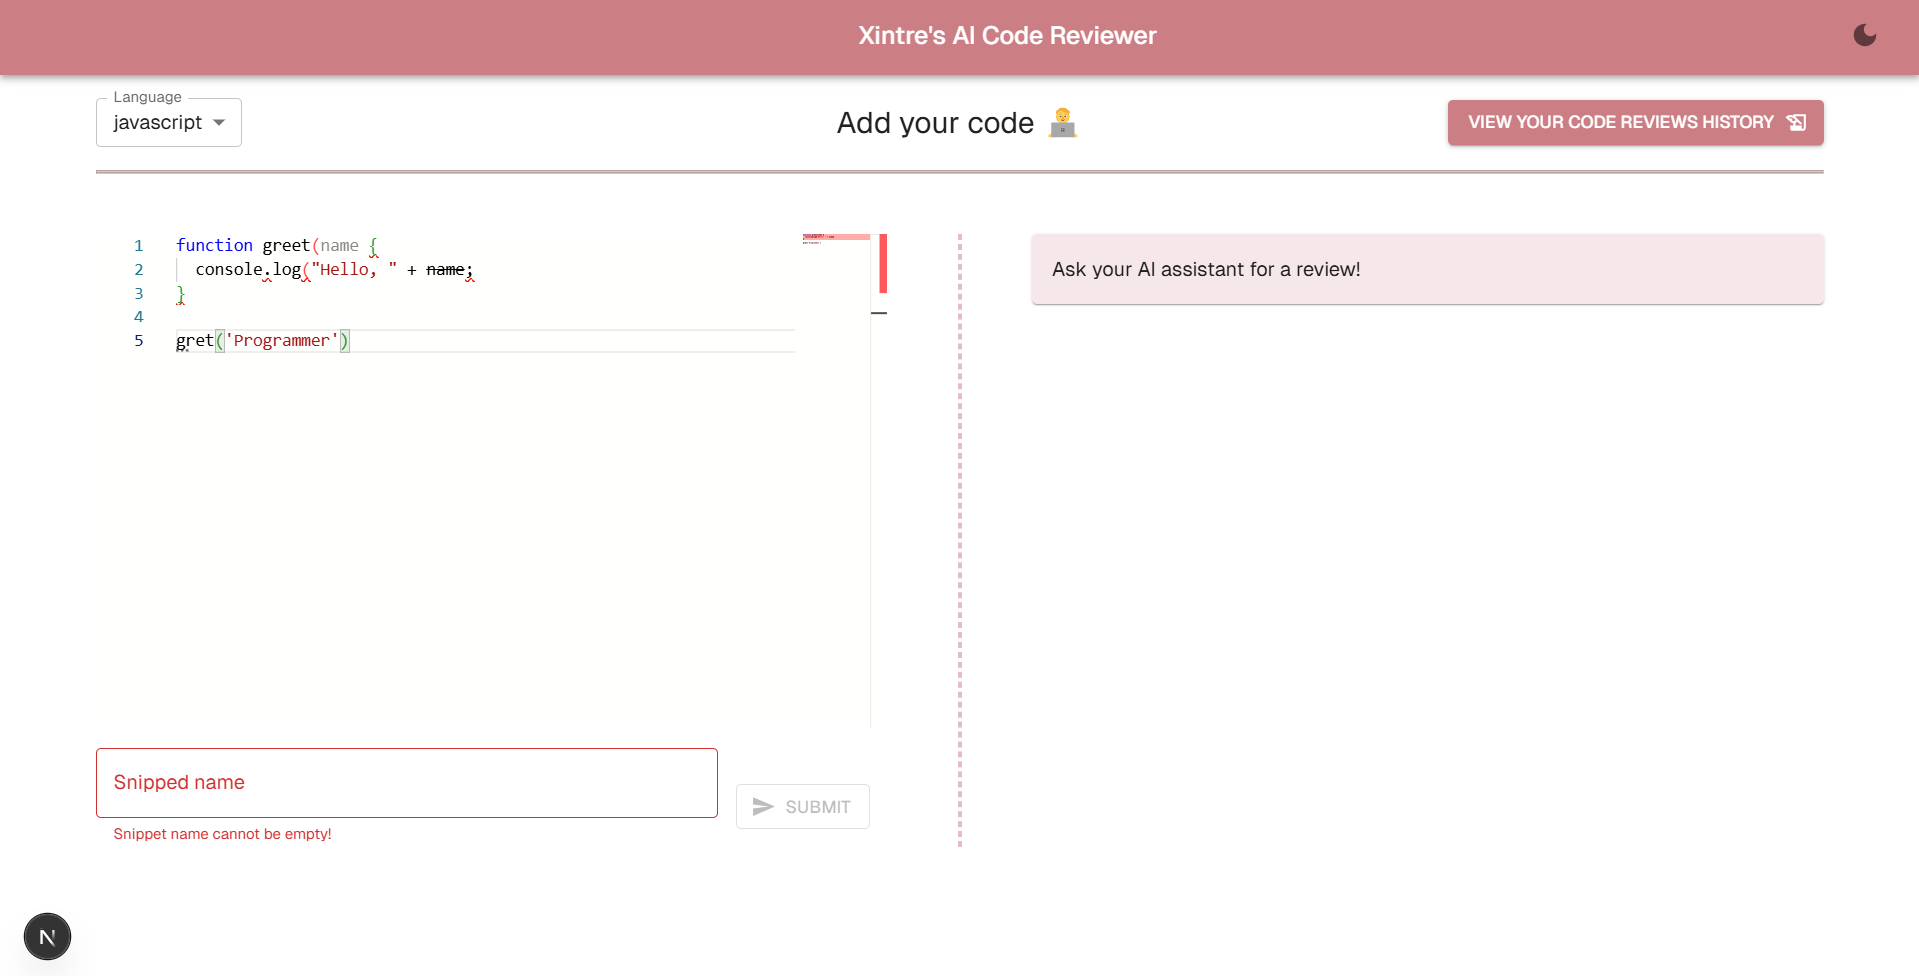 Xintre's AI Code Reviewer
Language
javascript
Add your code
VIEW YOUR CODE REVIEWS HISTORY
1 function greet(name {
2   console.log("Hello, " + name;
3 }
4
5 gret('Programmer')
Ask your AI assistant for a review!
Snipped name
SUBMIT
Snippet name cannot be empty!
N